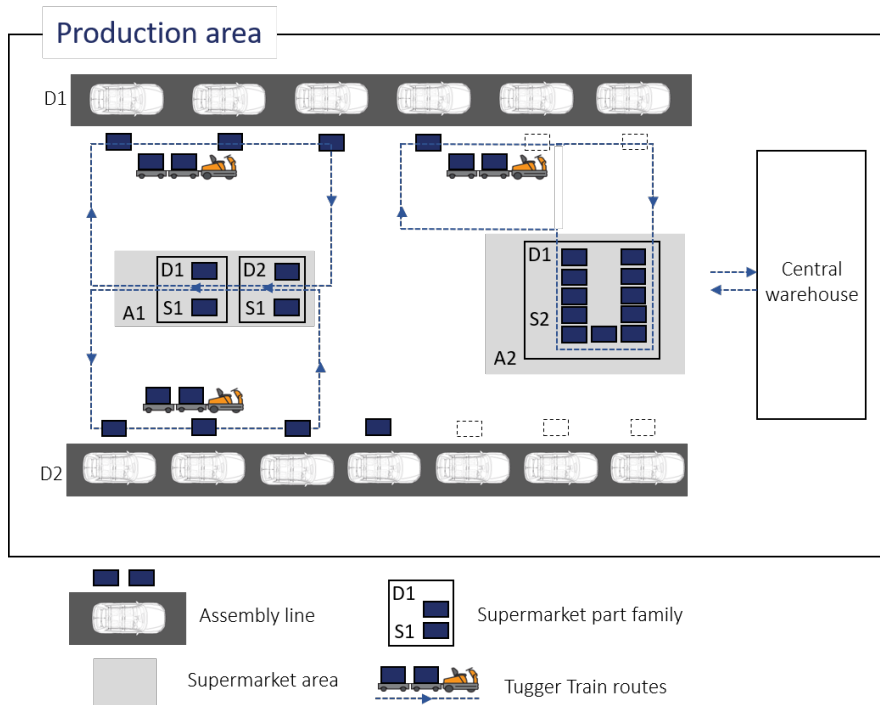 Production area
D1
D1
D2
S1
S1
A1
D1
S2
A2
Central
warehouse
D2
Assembly line
D1
S1
Supermarket part family
Supermarket area
Tugger Train routes